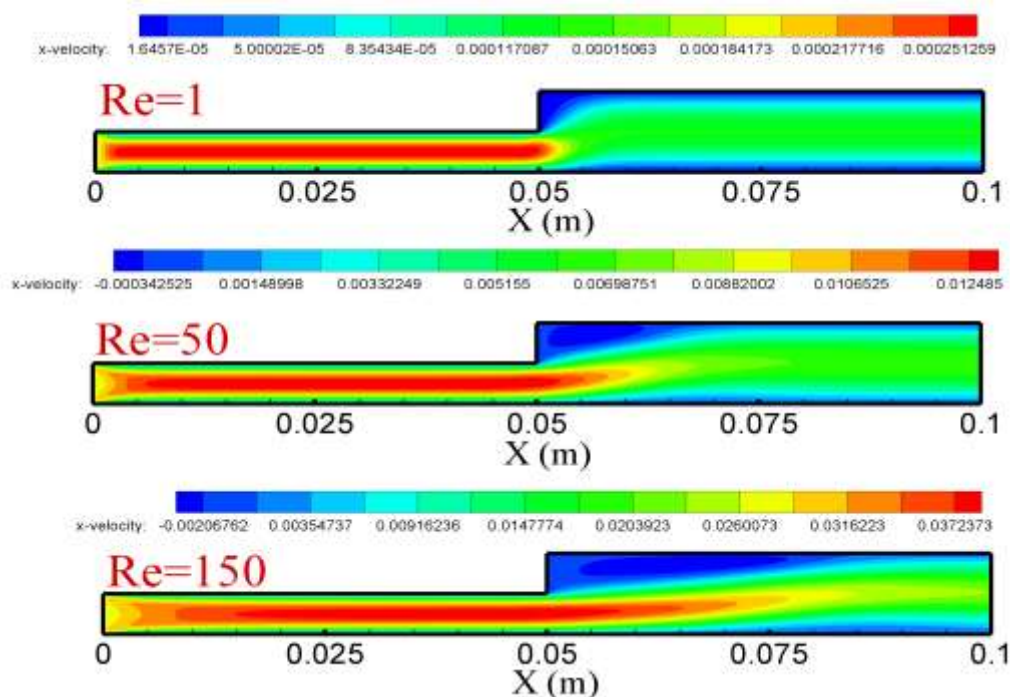 x-velocity: 1.6457E-05 5.00002E-05 8.35434E-05 0.000117087 0.00015063 0.000184173 0.000217716 0.000251259
Re=1
0 0.025 0.05 0.075 0.1
X (m)
x-velocity: -0.000342525 0.00148998 0.00332249 0.005155 0.00698751 0.00882002 0.0106525 0.012485
Re=50
0 0.025 0.05 0.075 0.1
X (m)
x-velocity: -0.00206762 0.00354737 0.00916236 0.0147774 0.0203923 0.0260073 0.0316223 0.0372373
Re=150
0 0.025 0.05 0.075 0.1
X (m)